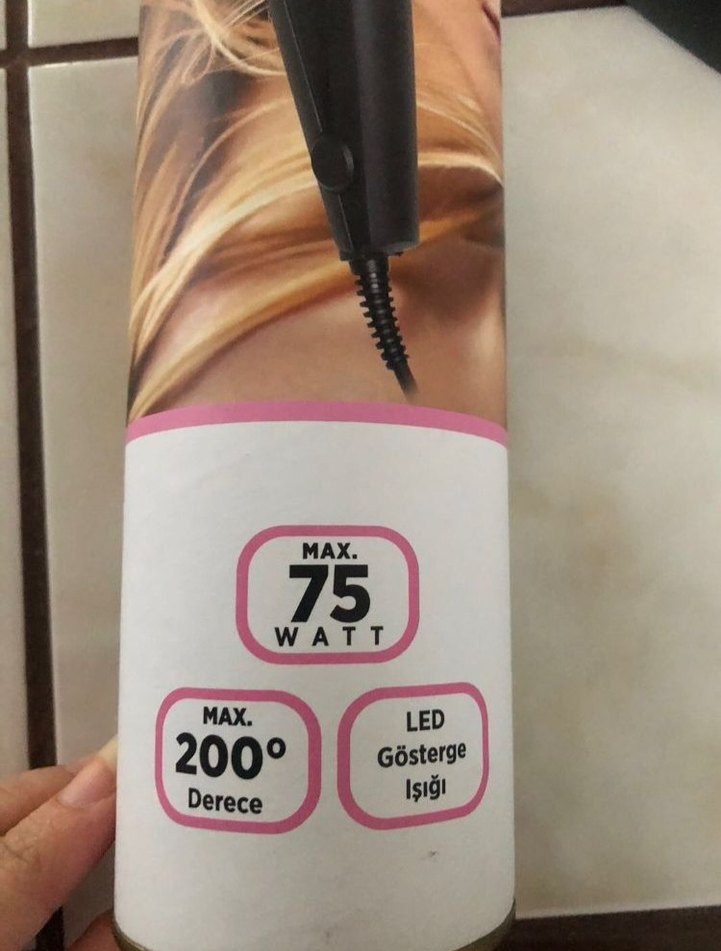 MAX.
75
WATT
MAX.
200°
Derece
LED
Gösterge
Işığı